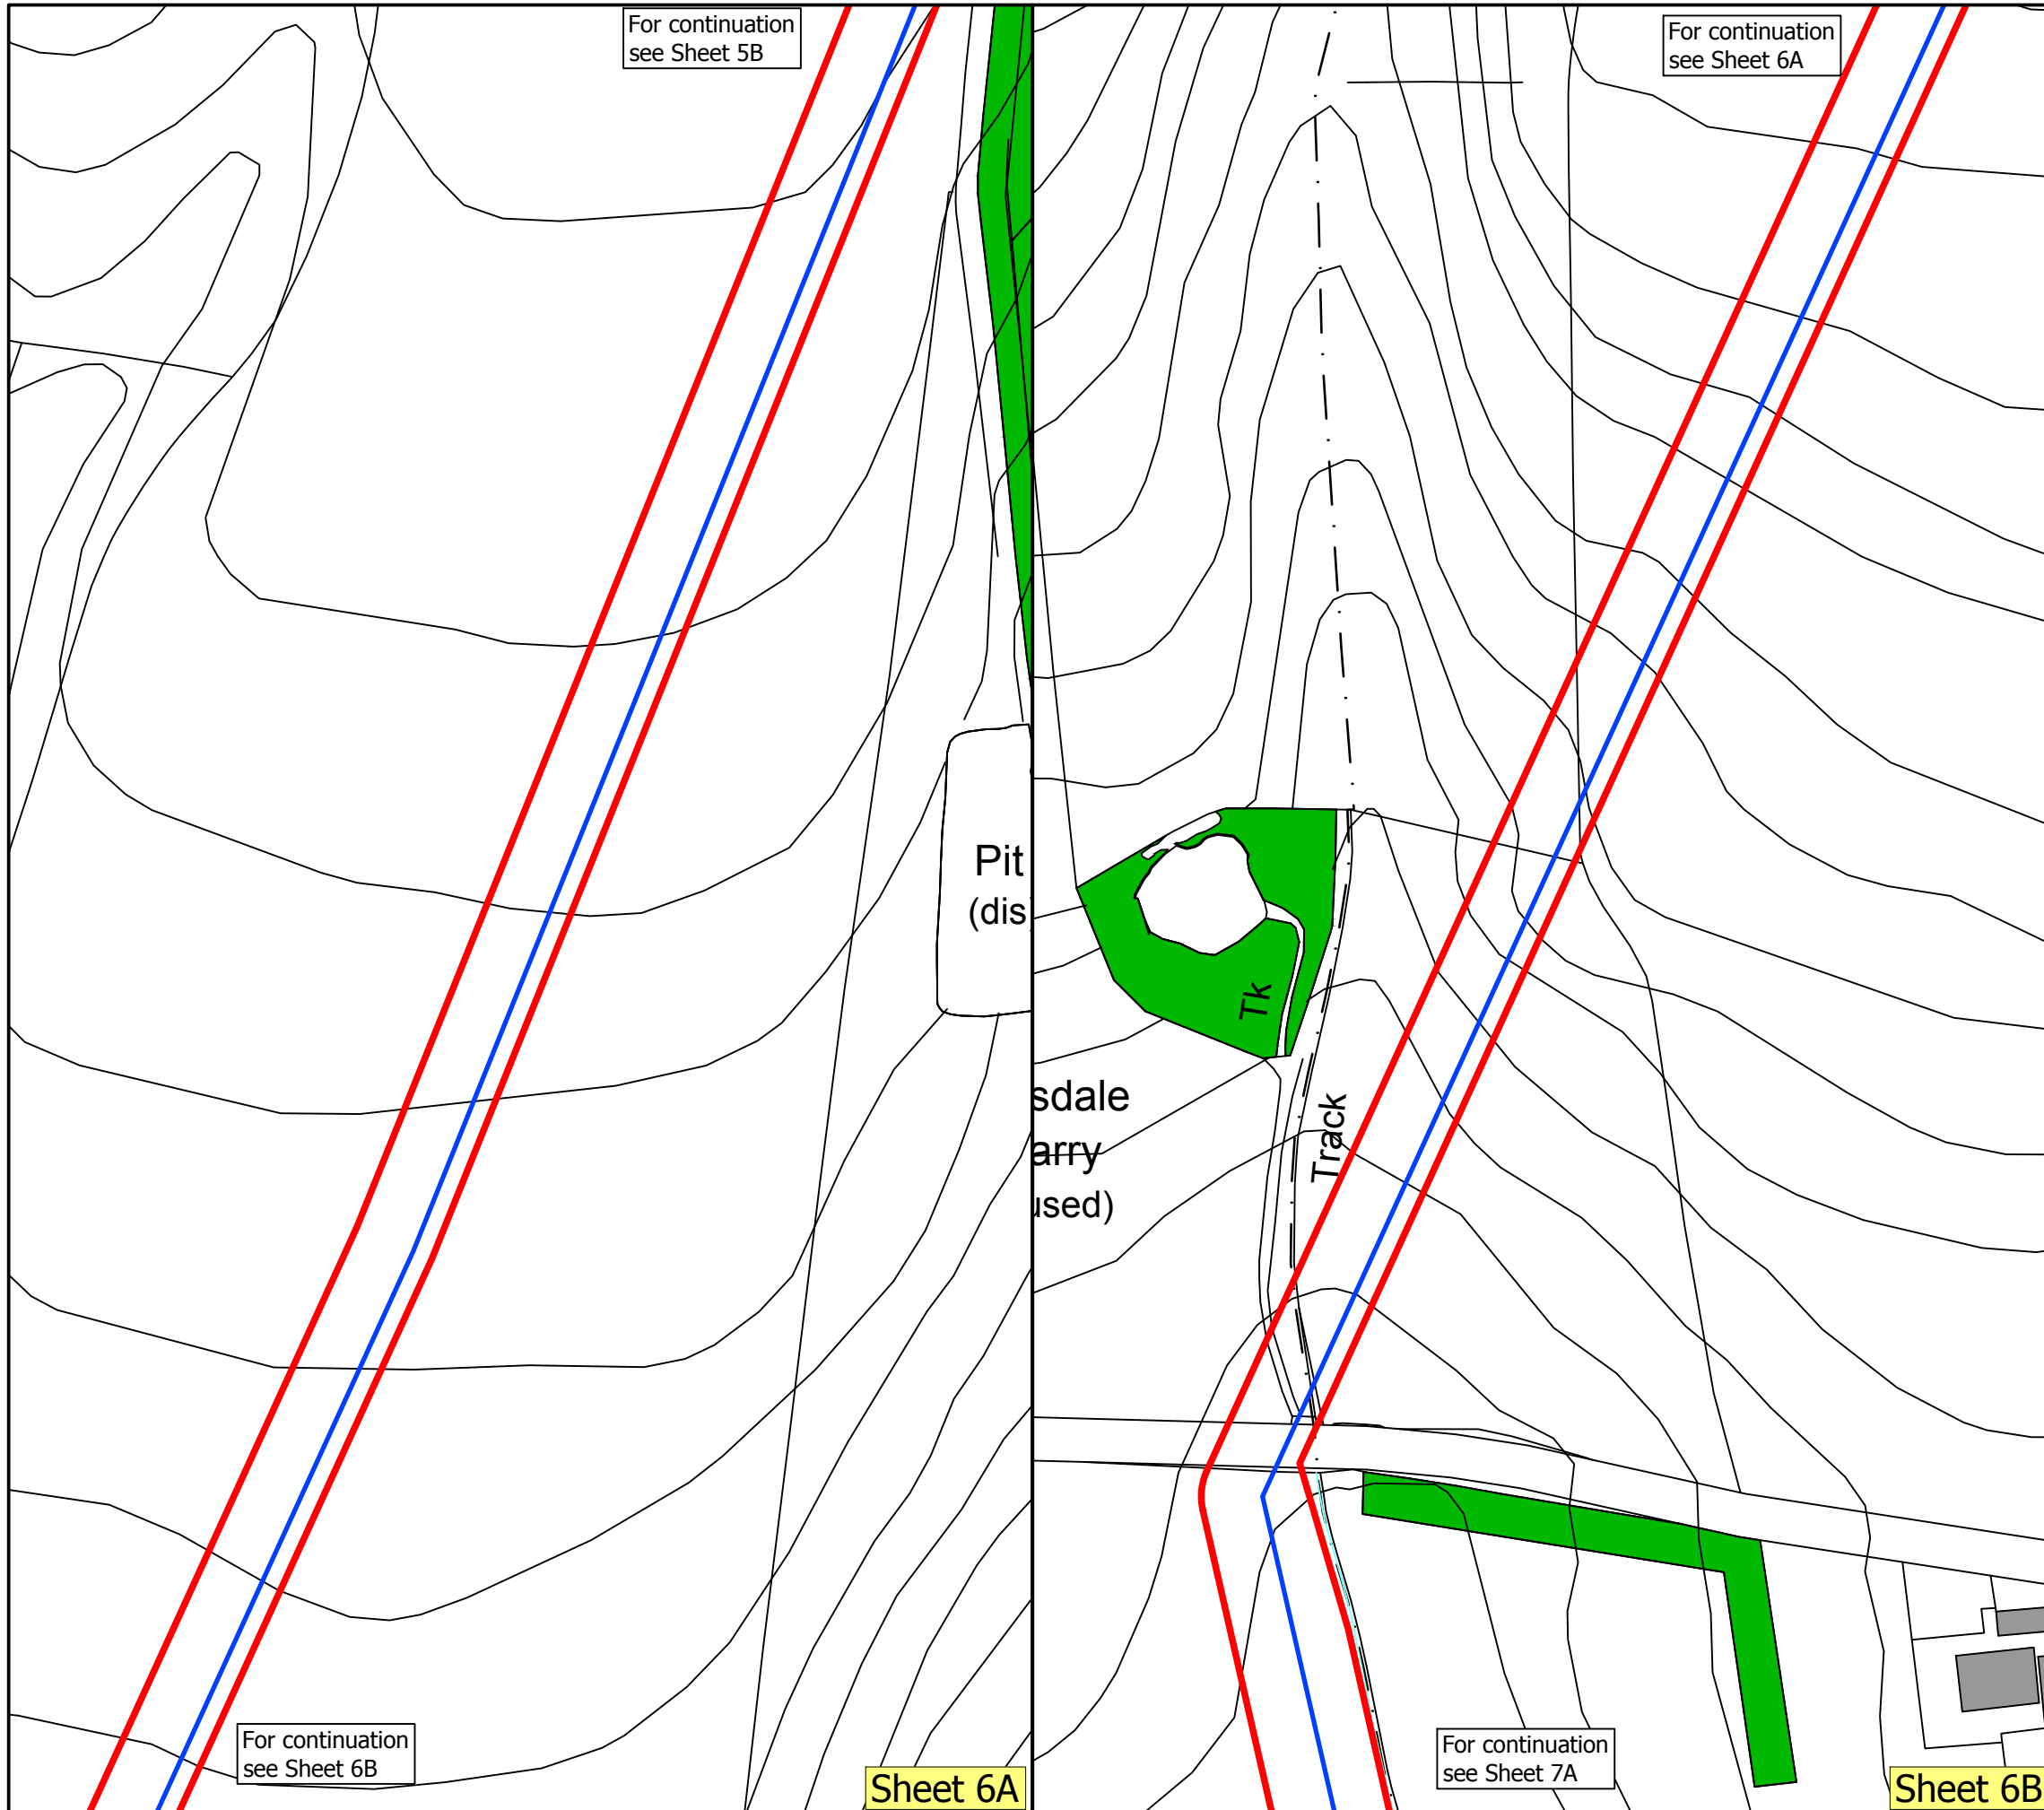 For continuation
see Sheet 5B
Pit
(dis
For continuation
see Sheet 6B
Sheet 6A
For continuation
see Sheet 6A
Tk
sdale
arry
used)
Track
For continuation
see Sheet 7A
Sheet 6B